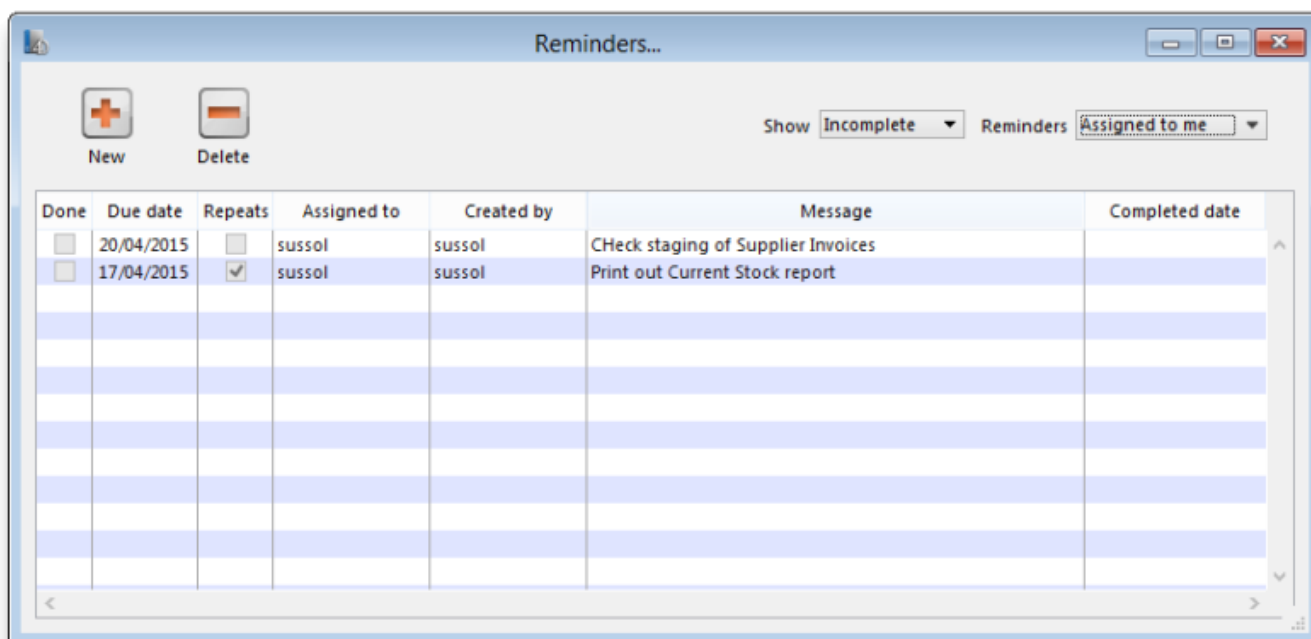 Reminders...
Show Incomplete Reminders Assigned to me
New Delete
Done Due date Repeats Assigned to Created by Message Completed date
20/04/2015 sussol sussol CHeck staging of Supplier Invoices
17/04/2015 sussol sussol Print out Current Stock report